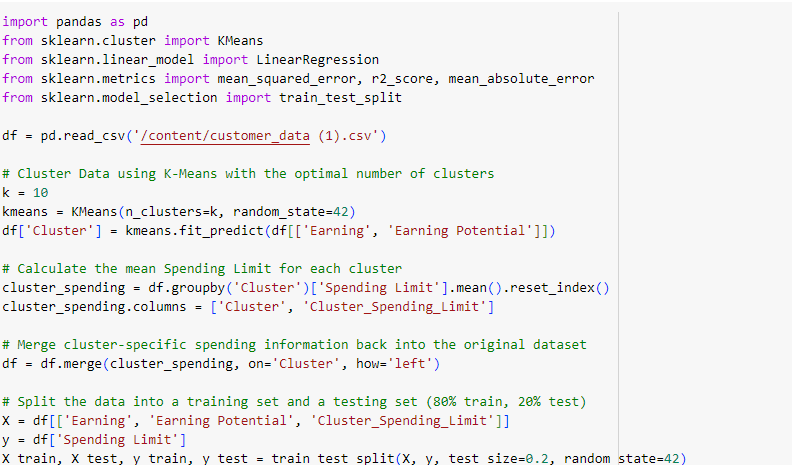 import pandas as pd
from sklearn.cluster import KMeans
from sklearn.linear_model import LinearRegression
from sklearn.metrics import mean_squared_error, r2_score, mean_absolute_error
from sklearn.model_selection import train_test_split
df = pd.read_csv('/content/customer_data (1).csv')
# Cluster Data using K-Means with the optimal number of clusters
k = 10
kmeans = KMeans(n_clusters=k, random_state=42)
df['Cluster'] = kmeans.fit_predict(df[['Earning', 'Earning Potential']])
# Calculate the mean Spending Limit for each cluster
cluster_spending = df.groupby('Cluster')['Spending Limit'].mean().reset_index()
cluster_spending.columns = ['Cluster', 'Cluster_Spending_Limit']
# Merge cluster-specific spending information back into the original dataset
df = df.merge(cluster_spending, on='Cluster', how='left')
# Split the data into a training set and a testing set (80% train, 20% test)
X = df[['Earning', 'Earning Potential', 'Cluster_Spending_Limit']]
y = df['Spending Limit']
X_train, X_test, y_train, y_test = train_test_split(X, y, test_size=0.2, random_state=42)